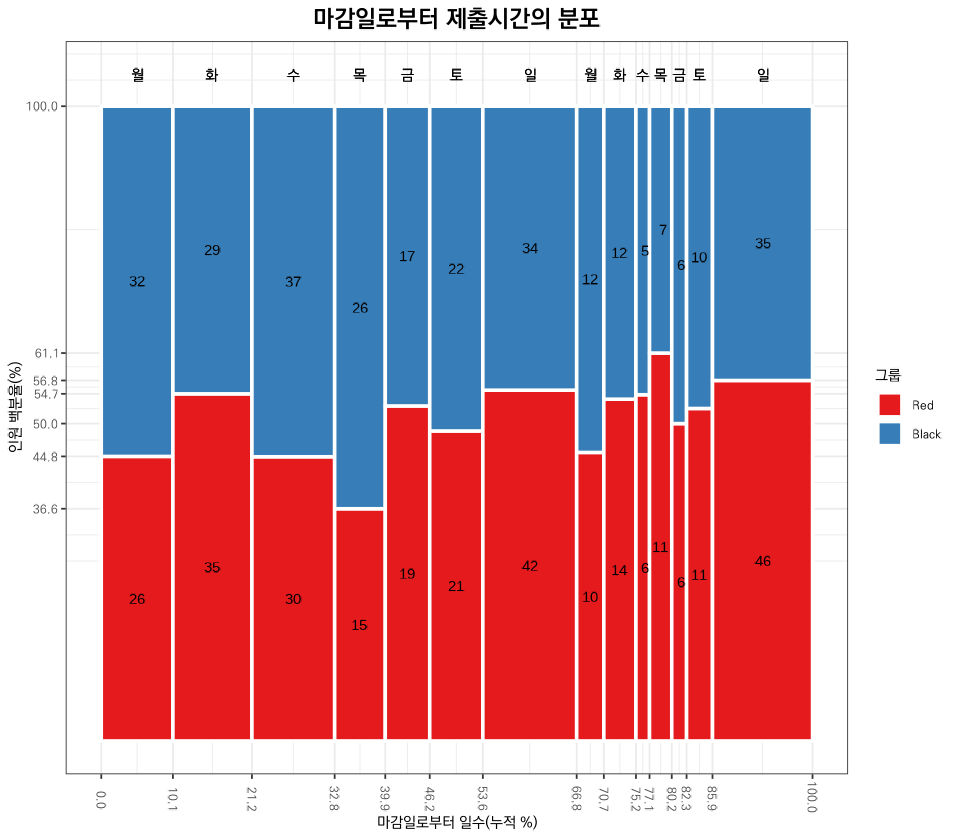 마감일로부터 제출시간의 분포
월 화 수 목 금 토 일 월 화 수 목 금 토 일
100.0
61.1
56.8
54.7
50.0
44.8
36.6
인원 백분율(%)
32 29 37 26 17 22 34 12 12 5 7 6 10 35
26 35 30 15 19 21 42 10 14 6 11 6 11 46
0.0 10.1 21.2 32.8 39.9 46.2 53.6 66.8 70.7 75.2 77.1 80.2 82.3 85.9 100.0
마감일로부터 일수(누적 %)
그룹
Red
Black